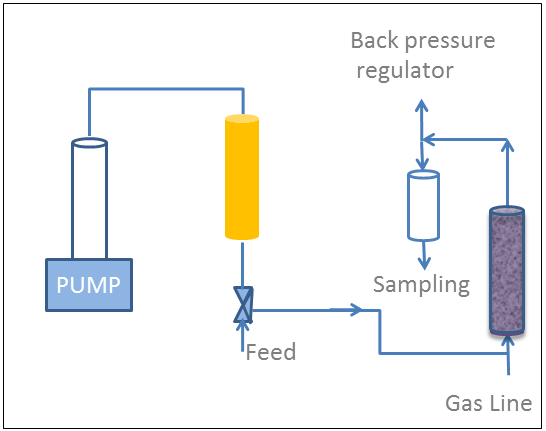 Back pressure
regulator
PUMP
Sampling
Feed
Gas Line